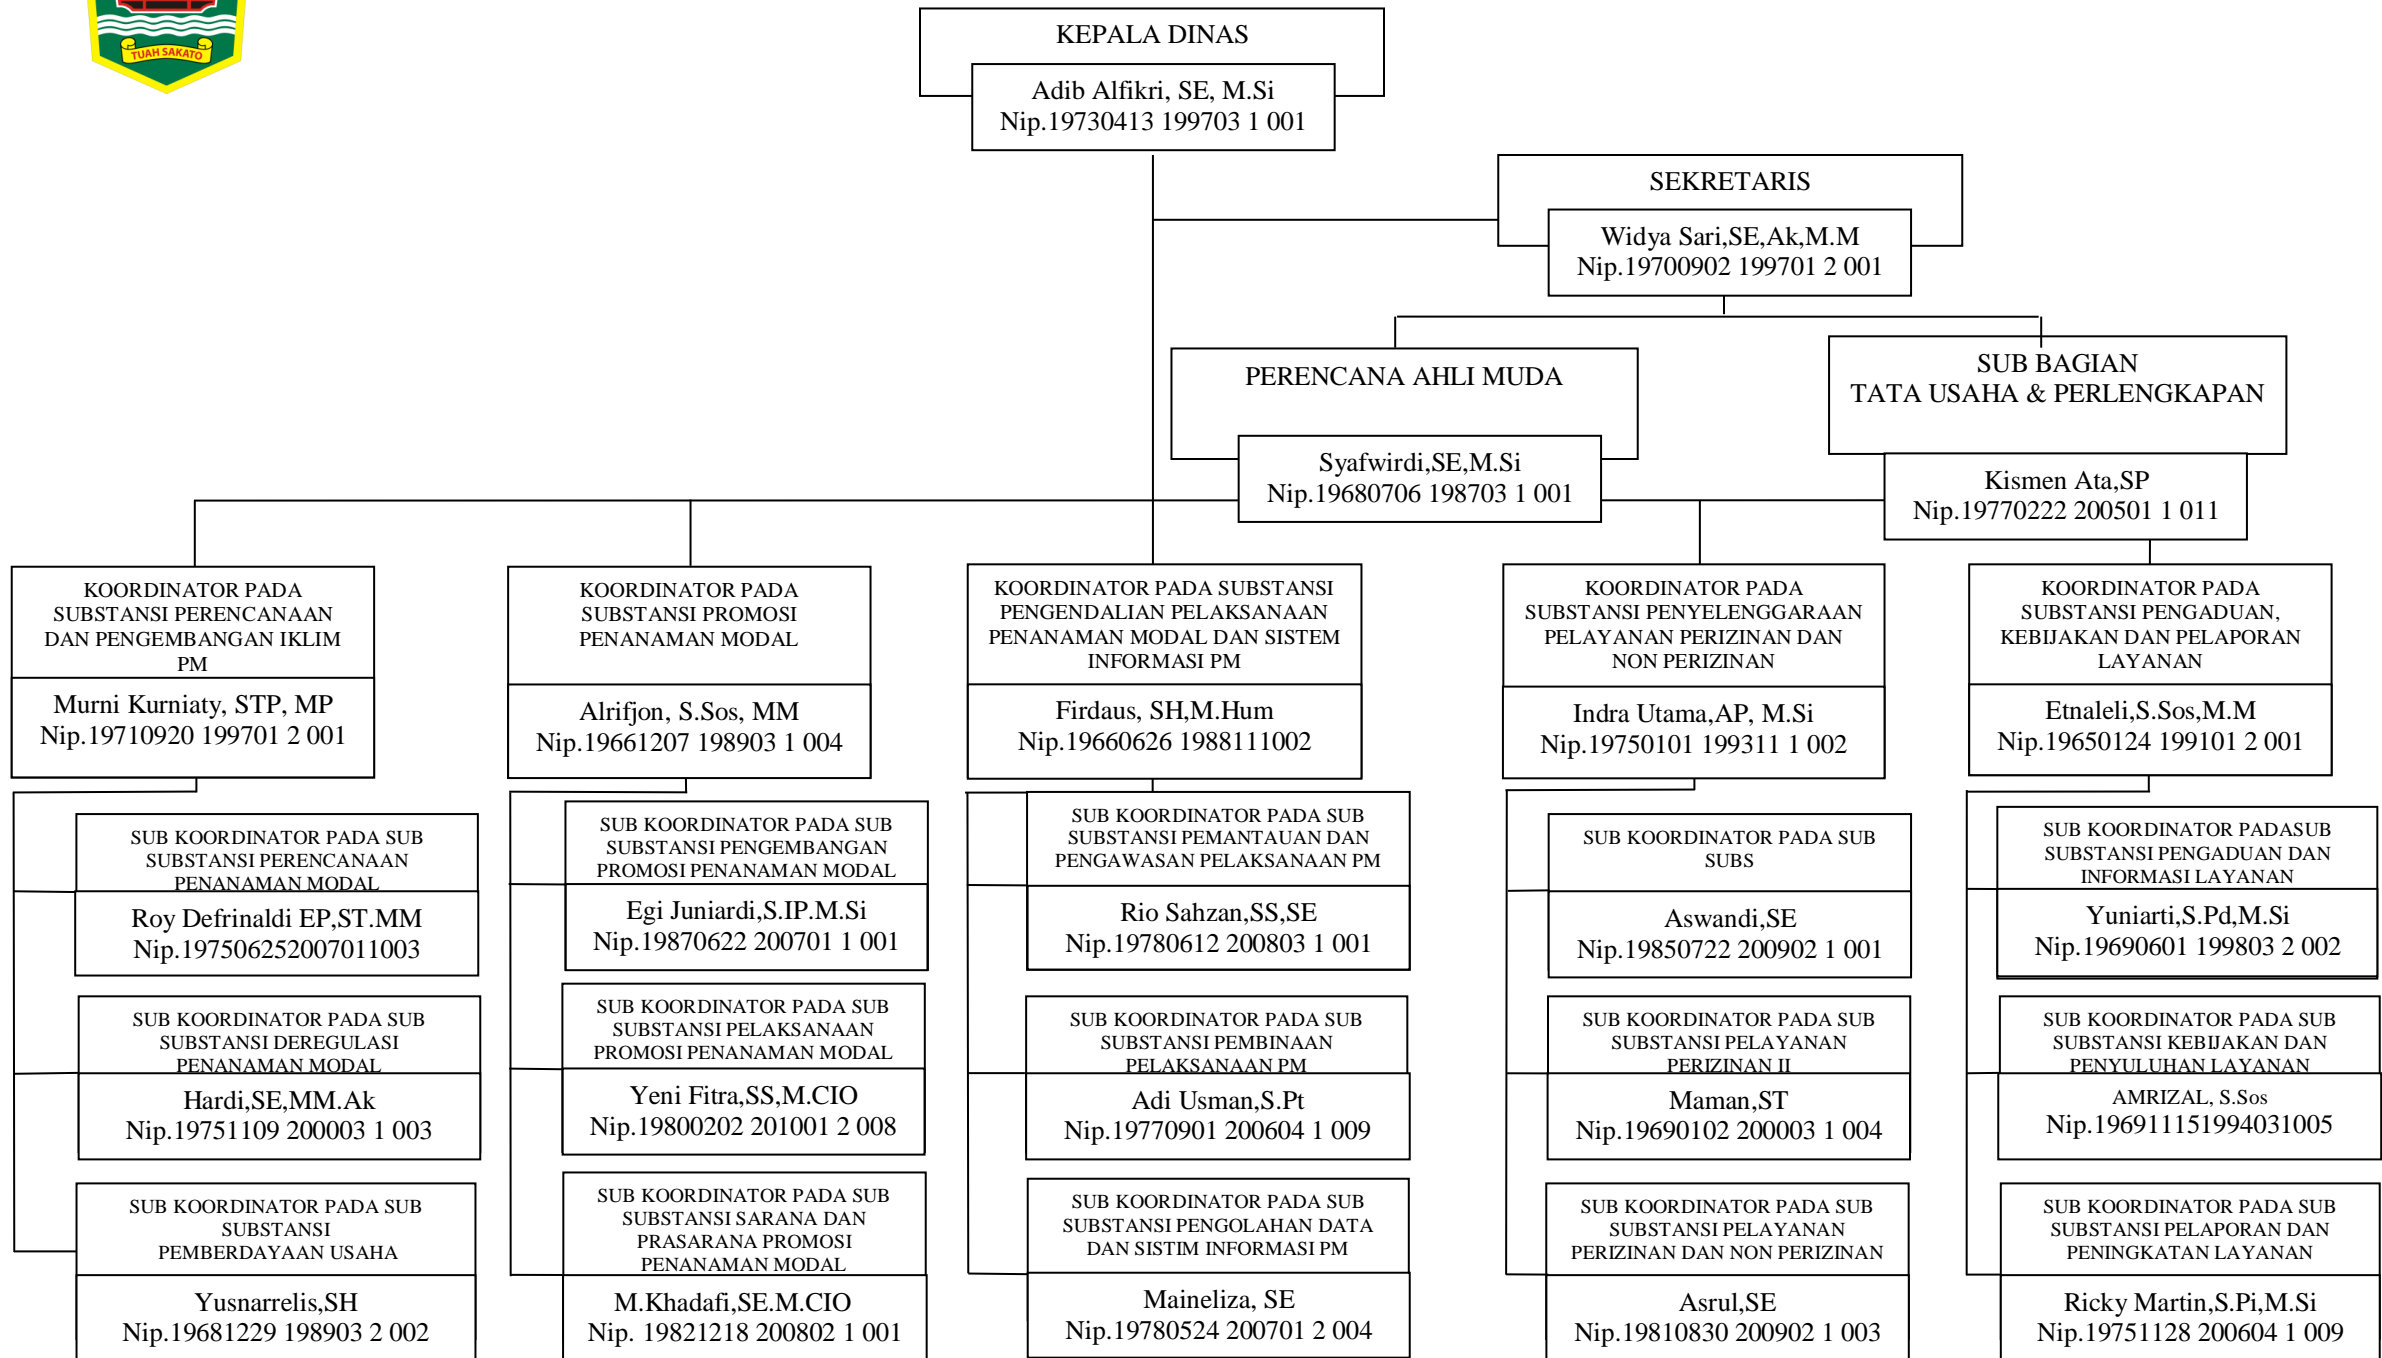 TUAH SAKATO
KEPALA DINAS
Adib Alfikri, SE, M.Si
Nip.19730413 199703 1 001
SEKRETARIS
Widya Sari,SE,Ak,M.M
Nip.19700902 199701 2 001
PERENCANA AHLI MUDA
Syafwirdi,SE,M.Si
Nip.19680706 198703 1 001
SUB BAGIAN
TATA USAHA & PERLENGKAPAN
Kismen Ata,SP
Nip.19770222 200501 1 011
KOORDINATOR PADA
SUBSTANSI PERENCANAAN
DAN PENGEMBANGAN IKLIM
PM
Murni Kurniaty, STP, MP
Nip.19710920 199701 2 001
SUB KOORDINATOR PADA SUB
SUBSTANSI PERENCANAAN
PENANAMAN MODAL
Roy Defrinaldi EP,ST.MM
Nip.197506252007011003
SUB KOORDINATOR PADA SUB
SUBSTANSI DEREGULASI
PENANAMAN MODAL
Hardi,SE,MM.Ak
Nip.19751109 200003 1 003
SUB KOORDINATOR PADA SUB
SUBSTANSI
PEMBERDAYAAN USAHA
Yusnarrelis,SH
Nip.19681229 198903 2 002
KOORDINATOR PADA
SUBSTANSI PROMOSI
PENANAMAN MODAL
Alrifjon, S.Sos, MM
Nip.19661207 198903 1 004
SUB KOORDINATOR PADA SUB
SUBSTANSI PENGEMBANGAN
PROMOSI PENANAMAN MODAL
Egi Juniardi,S.IP.M.Si
Nip.19870622 200701 1 001
SUB KOORDINATOR PADA SUB
SUBSTANSI PELAKSANAAN
PROMOSI PENANAMAN MODAL
Yeni Fitra,SS,M.CIO
Nip.19800202 201001 2 008
SUB KOORDINATOR PADA SUB
SUBSTANSI SARANA DAN
PRASARANA PROMOSI
PENANAMAN MODAL
M.Khadafi,SE.M.CIO
Nip. 19821218 200802 1 001
KOORDINATOR PADA SUBSTANSI
PENGENDALIAN PELAKSANAAN
PENANAMAN MODAL DAN SISTEM
INFORMASI PM
Firdaus, SH,M.Hum
Nip.19660626 1988111002
SUB KOORDINATOR PADA SUB
SUBSTANSI PEMANTAUAN DAN
PENGAWASAN PELAKSANAAN PM
Rio Sahzan,SS,SE
Nip.19780612 200803 1 001
SUB KOORDINATOR PADA SUB
SUBSTANSI PEMBINAAN
PELAKSANAAN PM
Adi Usman,S.Pt
Nip.19770901 200604 1 009
SUB KOORDINATOR PADA SUB
SUBSTANSI PENGOLAHAN DATA
DAN SISTIM INFORMASI PM
Maineliza, SE
Nip.19780524 200701 2 004
KOORDINATOR PADA
SUBSTANSI PENYELENGGARAAN
PELAYANAN PERIZINAN DAN
NON PERIZINAN
Indra Utama,AP, M.Si
Nip.19750101 199311 1 002
SUB KOORDINATOR PADA SUB
SUBS
Aswandi,SE
Nip.19850722 200902 1 001
SUB KOORDINATOR PADA SUB
SUBSTANSI PELAYANAN
PERIZINAN II
Maman,ST
Nip.19690102 200003 1 004
SUB KOORDINATOR PADA SUB
SUBSTANSI PELAYANAN
PERIZINAN DAN NON PERIZINAN
Asrul,SE
Nip.19810830 200902 1 003
KOORDINATOR PADA
SUBSTANSI PENGADUAN,
KEBIJAKAN DAN PELAPORAN
LAYANAN
Etnaleli,S.Sos,M.M
Nip.19650124 199101 2 001
SUB KOORDINATOR PADASUB
SUBSTANSI PENGADUAN DAN
INFORMASI LAYANAN
Yuniarti,S.Pd,M.Si
Nip.19690601 199803 2 002
SUB KOORDINATOR PADA SUB
SUBSTANSI KEBIJAKAN DAN
PENYULUHAN LAYANAN
AMRIZAL, S.Sos
Nip.196911151994031005
SUB KOORDINATOR PADA SUB
SUBSTANSI PELAPORAN DAN
PENINGKATAN LAYANAN
Ricky Martin,S.Pi,M.Si
Nip.19751128 200604 1 009